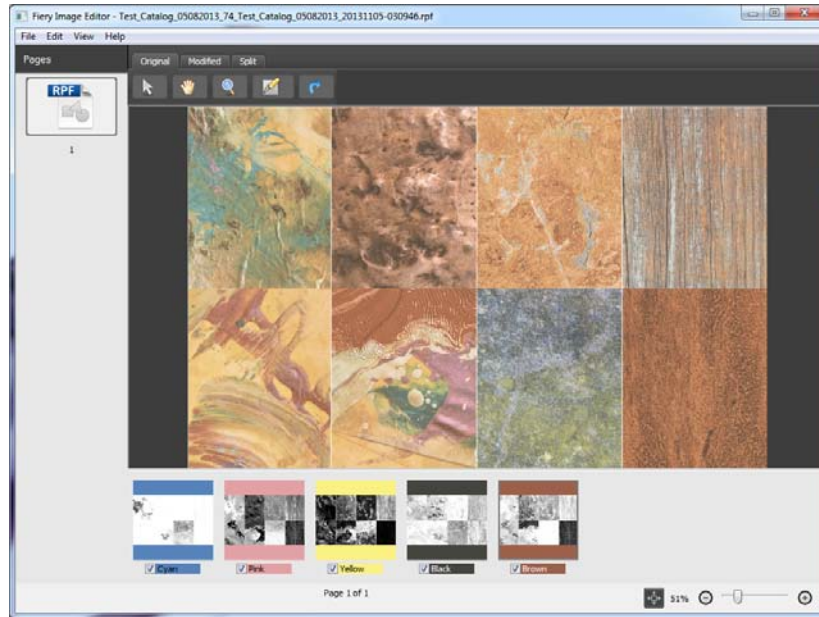 Fiery Image Editor - Test_Catalog_05082013_74_Test_Catalog_05082013_20131105-030946.rpf
File Edit View Help
Pages
Original Modified Split
RPF
1
Cyan Pink Yellow Black Brown
Page 1 of 1
51%